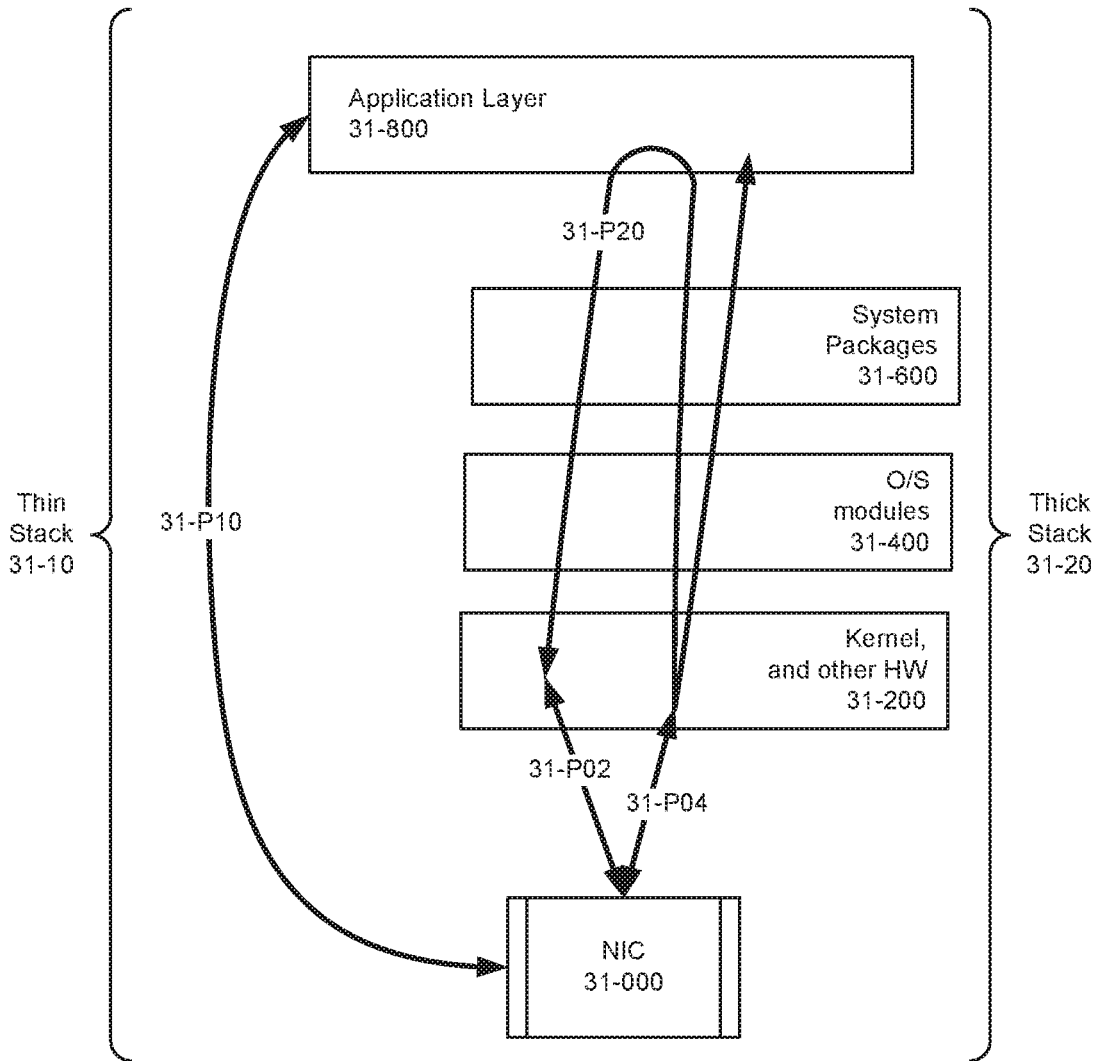 Application Layer
31-800
31-P20
System
Packages
31-600
Thin
Stack
31-10
31-P10
O/S
modules
31-400
Thick
Stack
31-20
Kernel,
and other HW
31-200
31-P02
31-P04
NIC
31-000